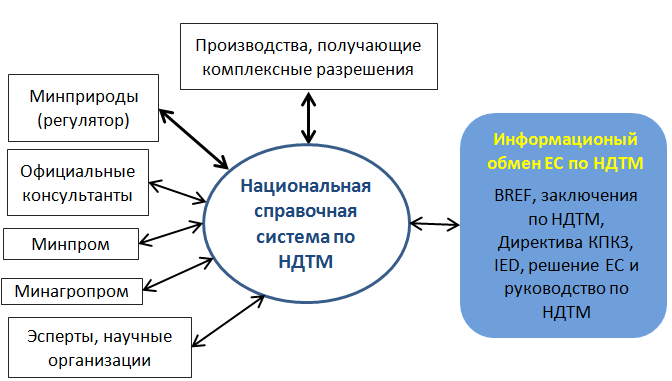 Производства, получающие
комплексные разрешения
Минприроды
(регулятор)
Официальные
консультанты
Минпром
Минагропром
Эксперты, научные
организации
Национальная
справочная
система по
НДТМ
Информационый
обмен ЕС по НДТМ
BREF, заключения
по НДТМ,
Директива КПКЗ,
IED, решение ЕС и
руководство по
НДТМ